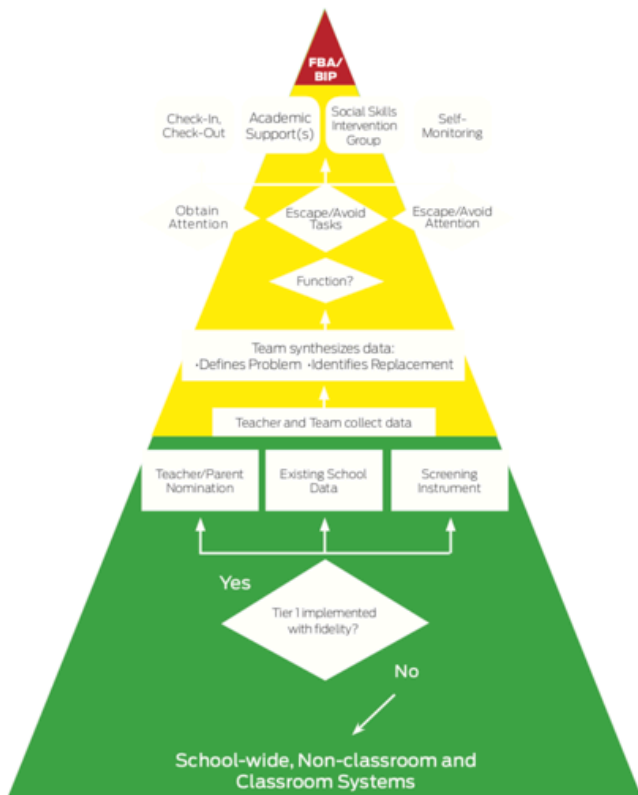 FBA/
BIP
Check-In,
Check-Out
Academic
Support(s)
Social Skills
Intervention
Group
Self-
Monitoring
Obtain
Attention
Escape/Avoid
Tasks
Escape/Avoid
Attention
Function?
Team synthesizes data:
•Defines Problem •Identifies Replacement
Teacher and Team collect data
Teacher/Parent
Nomination
Existing School
Data
Screening
Instrument
Yes
Tier 1 implemented
with fidelity?
No
School-wide, Non-classroom and
Classroom Systems